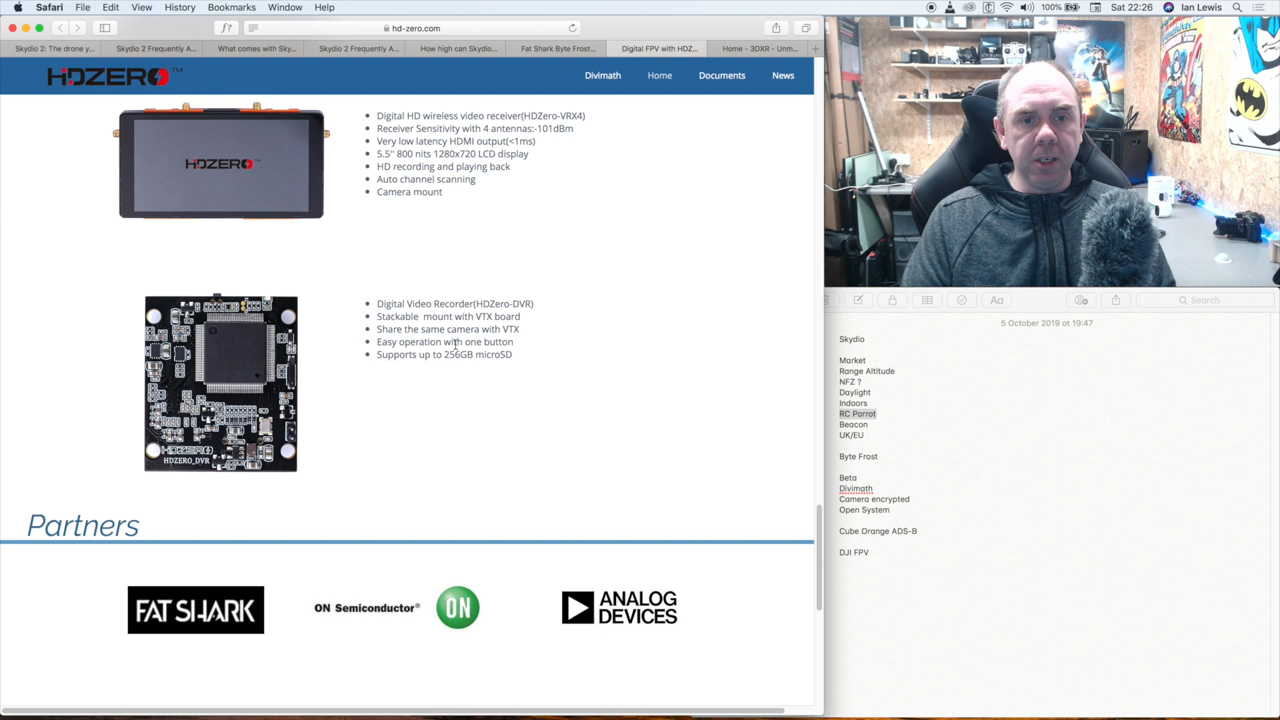 Safari File Edit View History Bookmarks Window Help 100% Sat 22:26 Ian Lewis
hd-zero.com
Skydio 2: The drone y... Skydio 2 Frequently A... What comes with Sky... Skydio 2 Frequently A... How high can Skydio... Fat Shark Byte Frost... Digital FPV with HDZ... Home - 3DXR - Unm...
HDZERO™ Divimath Home Documents News
Digital HD wireless video receiver(HDZero-VRX4)
Receiver Sensitivity with 4 antennas:-101dBm
Very low latency HDMI output(<1ms)
5.5'' 800 nits 1280x720 LCD display
HD recording and playing back
Auto channel scanning
Camera mount
HDZERO™
Digital Video Recorder(HDZero-DVR)
Stackable mount with VTX board
Share the same camera with VTX
Easy operation with one button
Supports up to 256GB microSD
HDZERO
HDZERO_DVR
Partners
FAT SHARK
ON Semiconductor® ON
ANALOG
DEVICES
Aa
Search
5 October 2019 at 19:47
Skydio
Market
Range Altitude
NFZ ?
Daylight
Indoors
RC Parrot
Beacon
UK/EU
Byte Frost
Beta
Divimath
Camera encrypted
Open System
Cube Orange ADS-B
DJI FPV